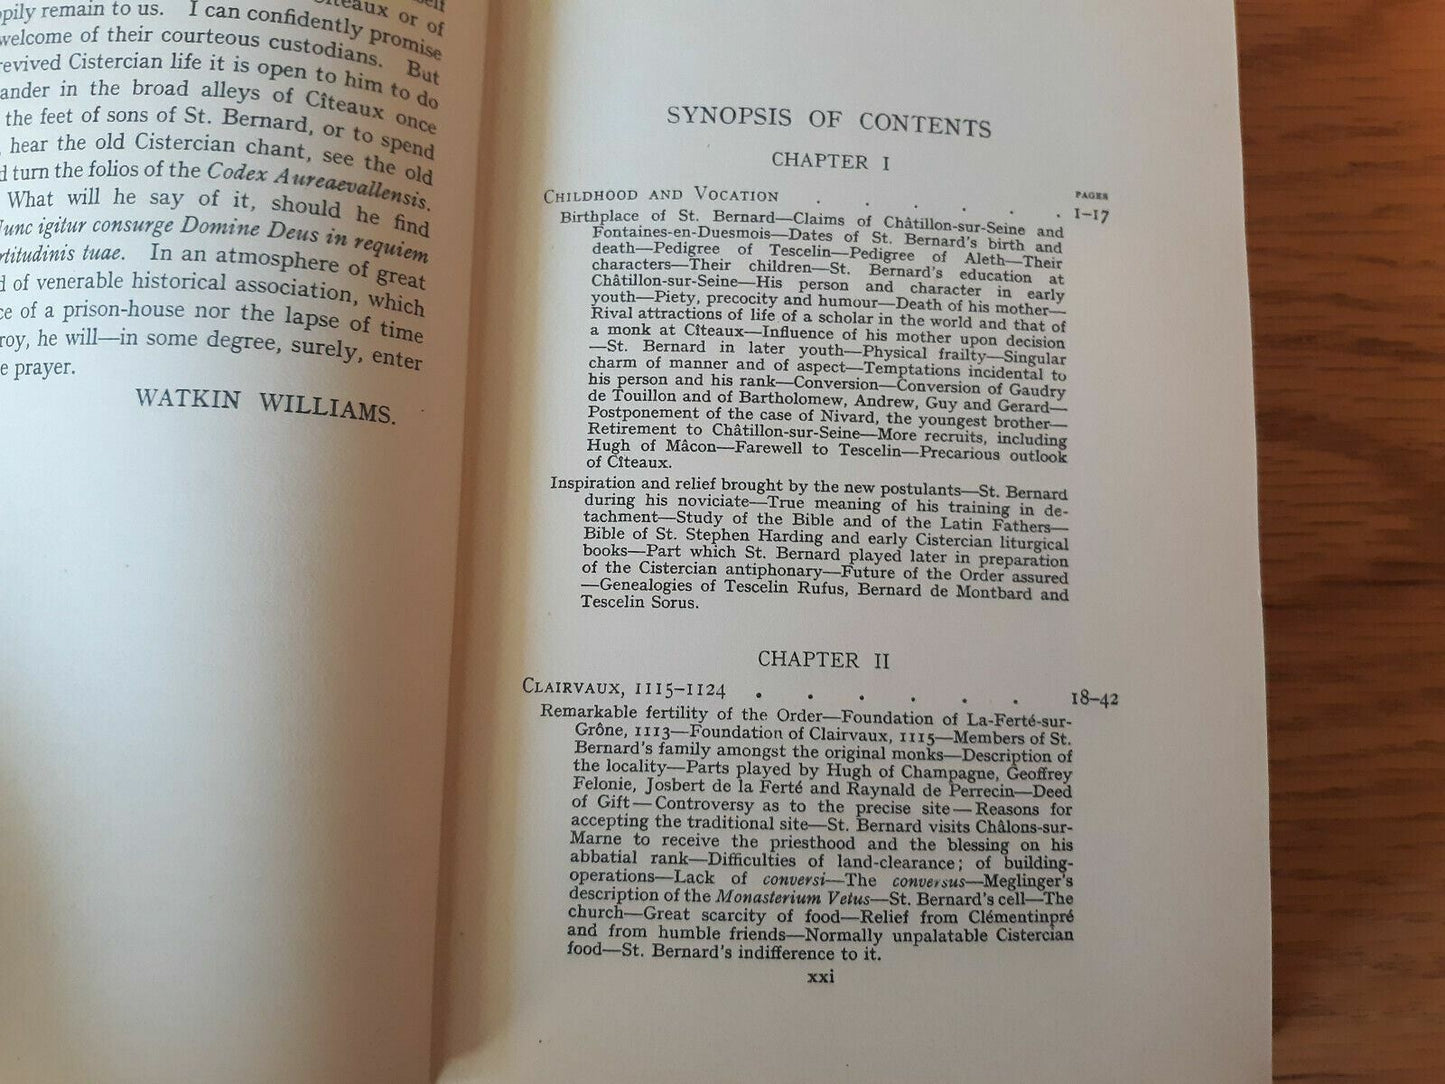 Cîteaux or of
pily remain to us. I can confidently promise
welcome of their courteous custodians. But
revived Cistercian life it is open to him to do
ander in the broad alleys of Cîteaux once
the feet of sons of St. Bernard, or to spend
, hear the old Cistercian chant, see the old
d turn the folios of the Codex Aureaevallensis.
What will he say of it, should he find
Nunc igitur consurge Domine Deus in requiem
rtitudinis tuae. In an atmosphere of great
d of venerable historical association, which
ce of a prison-house nor the lapse of time
roy, he will—in some degree, surely, enter
e prayer.
WATKIN WILLIAMS.
SYNOPSIS OF CONTENTS
CHAPTER I
PAGES
CHILDHOOD AND VOCATION . . . . . . 1-17
Birthplace of St. Bernard—Claims of Châtillon-sur-Seine and
Fontaines-en-Duesmois—Dates of St. Bernard's birth and
death—Pedigree of Tescelin—Pedigree of Aleth—Their
characters—Their children—St. Bernard's education at
Châtillon-sur-Seine—His person and character in early
youth—Piety, precocity and humour—Death of his mother—
Rival attractions of life of a scholar in the world and that of
a monk at Cîteaux—Influence of his mother upon decision
—St. Bernard in later youth—Physical frailty—Singular
charm of manner and of aspect—Temptations incidental to
his person and his rank—Conversion—Conversion of Gaudry
de Touillon and of Bartholomew, Andrew, Guy and Gerard—
Postponement of the case of Nivard, the youngest brother—
Retirement to Châtillon-sur-Seine—More recruits, including
Hugh of Mâcon—Farewell to Tescelin—Precarious outlook
of Cîteaux.
Inspiration and relief brought by the new postulants—St. Bernard
during his noviciate—True meaning of his training in de-
tachment—Study of the Bible and of the Latin Fathers—
Bible of St. Stephen Harding and early Cistercian liturgical
books—Part which St. Bernard played later in preparation
of the Cistercian antiphonary—Future of the Order assured
—Genealogies of Tescelin Rufus, Bernard de Montbard and
Tescelin Sorus.
CHAPTER II
CLAIRVAUX, 1115-1124 . . . . . . 18-42
Remarkable fertility of the Order—Foundation of La-Ferté-sur-
Grône, 1113—Foundation of Clairvaux, 1115—Members of St.
Bernard's family amongst the original monks—Description of
the locality—Parts played by Hugh of Champagne, Geoffrey
Felonie, Josbert de la Ferté and Raynald de Perrecin—Deed
of Gift—Controversy as to the precise site—Reasons for
accepting the traditional site—St. Bernard visits Châlons-sur-
Marne to receive the priesthood and the blessing on his
abbatial rank—Difficulties of land-clearance; of building-
operations—Lack of conversi—The conversus—Meglinger's
description of the Monasterium Vetus—St. Bernard's cell—The
church—Great scarcity of food—Relief from Clémentinpré
and from humble friends—Normally unpalatable Cistercian
food—St. Bernard's indifference to it.
xxi